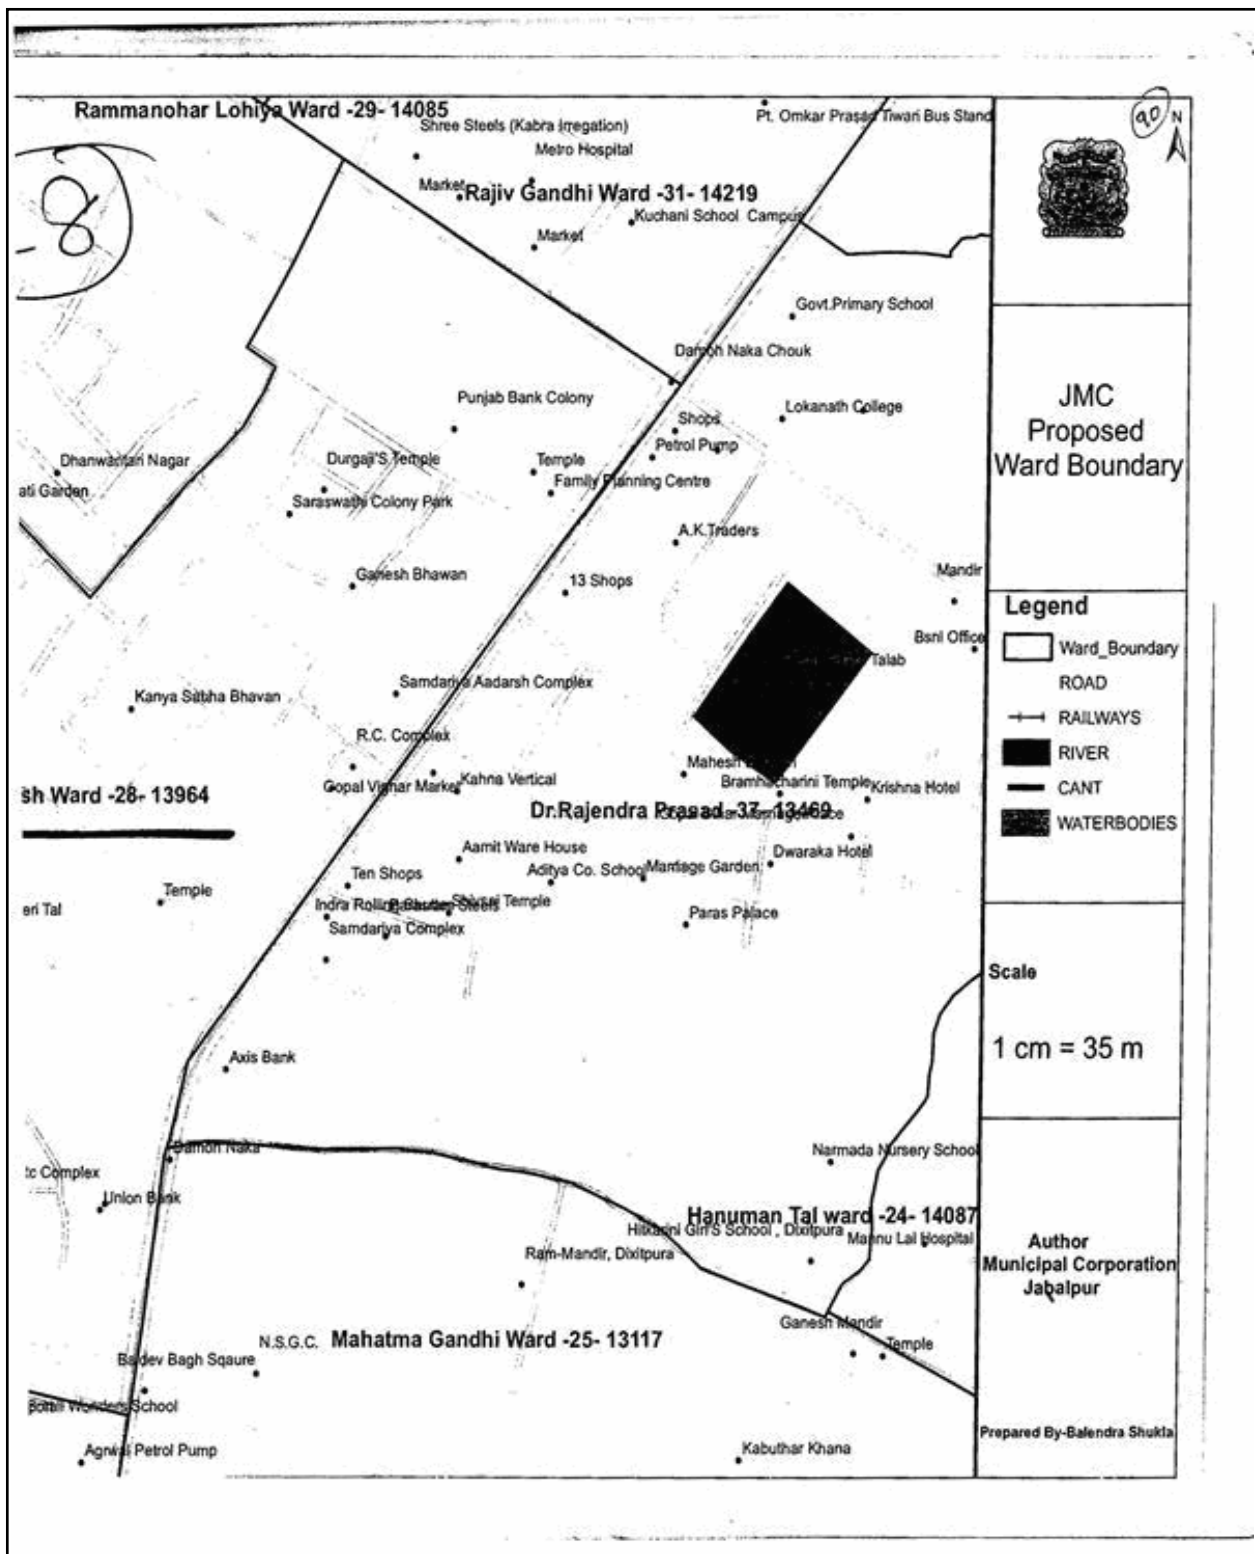 90
N
Rammanohar Lohiya Ward -29- 14085
Pt. Omkar Prasad Tiwari Bus Stand
Shree Steels (Kabra Irregation)
Metro Hospital
8
Market
Rajiv Gandhi Ward -31- 14219
Kuchani School Campus
Market
Govt.Primary School
Damoh Naka Chouk
JMC
Proposed
Ward Boundary
Punjab Bank Colony
Lokanath College
Shops
Petrol Pump
Dhanwantari Nagar
Durgaji'S Temple
Temple
Family Planning Centre
ati Garden
Saraswathi Colony Park
A.K.Traders
Ganesh Bhawan
13 Shops
Mandir
Legend
Bsnl Office
Ward_Boundary
Talab
ROAD
Samdariya Aadarsh Complex
Kanya Sabha Bhavan
RAILWAYS
R.C. Complex
RIVER
Mahesh
Gopal Vihar Market
Kahna Vertical
Bramhacharini Temple
Krishna Hotel
CANT
sh Ward -28- 13964
Dr.Rajendra Prasad -37- 13469
WATERBODIES
Aamit Ware House
Dwaraka Hotel
Ten Shops
Aditya Co. School
Marriage Garden
Temple
eri Tal
Indra Rolling
Steels
Temple
Paras Palace
Samdariya Complex
Scale
1 cm = 35 m
Axis Bank
Damoh Naka
Narmada Nursery School
tc Complex
Union Bank
Hanuman Tal ward -24- 14087
Hitkarini Girl'S School , Dixitpura
Mannu Lal Hospital
Ram-Mandir, Dixitpura
Author
Municipal Corporation
Jabalpur
Ganesh Mandir
N.S.G.C.
Mahatma Gandhi Ward -25- 13117
Temple
Baldev Bagh Sqaure
Wonders School
Prepared By-Balendra Shukla
Agrwal Petrol Pump
Kabuthar Khana